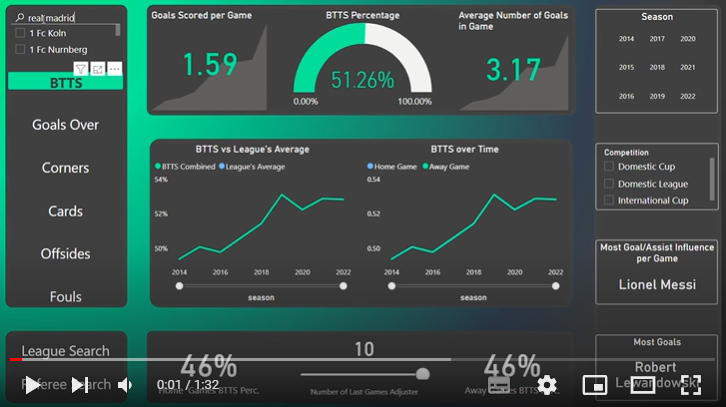 real madrid
1 Fc Koln
1 Fc Nurnberg
BTTS
Goals Over
Corners
Cards
Offsides
Fouls
League Search
Referee Search
Goals Scored per Game
1.59
BTTS Percentage
51.26%
0.00%
100.00%
Average Number of Goals
in Game
3.17
BTTS vs League's Average
BTTS Combined
League's Average
54%
52%
50%
2014
2016
2018
2020
2022
season
BTTS over Time
Home Game
Away Game
0.54
0.52
0.50
2014
2016
2018
2020
2022
season
46%
Home Games BTTS Perc.
10
Number of Last Games Adjuster
46%
Away Games BTTS Perc.
Season
2014 2017 2020
2015 2018 2021
2016 2019 2022
Competition
Domestic Cup
Domestic League
International Cup
Most Goal/Assist Influence
per Game
Lionel Messi
Most Goals
Robert
Lewandowski
0:01 / 1:32